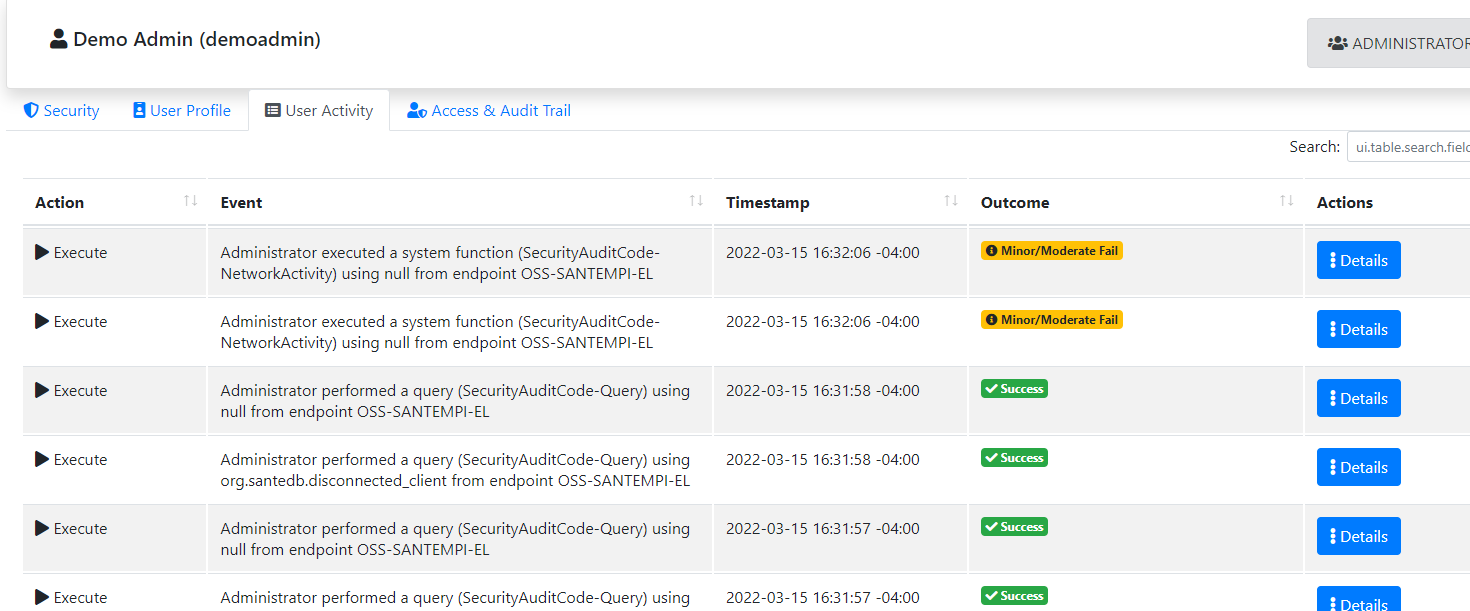 Demo Admin (demoadmin)
ADMINISTRATOR
Security User Profile User Activity Access & Audit Trail
Search: ui.table.search.field
Action Event Timestamp Outcome Actions
Execute Administrator executed a system function (SecurityAuditCode-
NetworkActivity) using null from endpoint OSS-SANTEMPI-EL 2022-03-15 16:32:06 -04:00 Minor/Moderate Fail Details
Execute Administrator executed a system function (SecurityAuditCode-
NetworkActivity) using null from endpoint OSS-SANTEMPI-EL 2022-03-15 16:32:06 -04:00 Minor/Moderate Fail Details
Execute Administrator performed a query (SecurityAuditCode-Query) using
null from endpoint OSS-SANTEMPI-EL 2022-03-15 16:31:58 -04:00 Success Details
Execute Administrator performed a query (SecurityAuditCode-Query) using
org.santedb.disconnected_client from endpoint OSS-SANTEMPI-EL 2022-03-15 16:31:58 -04:00 Success Details
Execute Administrator performed a query (SecurityAuditCode-Query) using
null from endpoint OSS-SANTEMPI-EL 2022-03-15 16:31:57 -04:00 Success Details
Execute Administrator performed a query (SecurityAuditCode-Query) using 2022-03-15 16:31:57 -04:00 Success Details